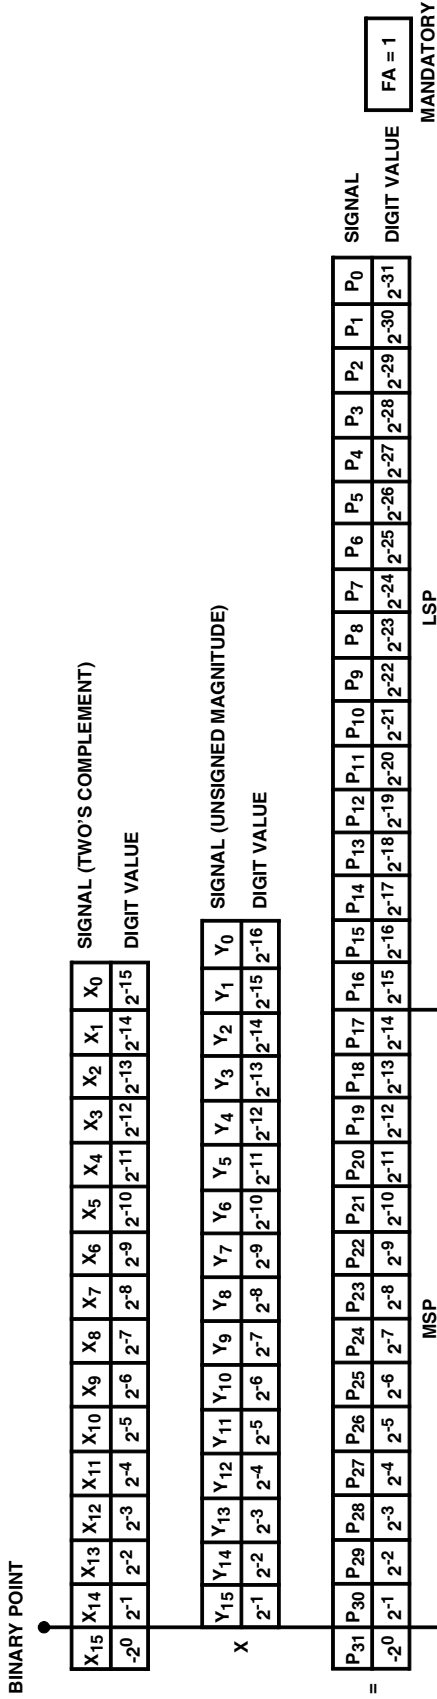 BINARY POINT
X₁₅ X₁₄ X₁₃ X₁₂ X₁₁ X₁₀ X₉ X₈ X₇ X₆ X₅ X₄ X₃ X₂ X₁ X₀ SIGNAL (TWO'S COMPLEMENT)
-2⁰ 2⁻¹ 2⁻² 2⁻³ 2⁻⁴ 2⁻⁵ 2⁻⁶ 2⁻⁷ 2⁻⁸ 2⁻⁹ 2⁻¹⁰ 2⁻¹¹ 2⁻¹² 2⁻¹³ 2⁻¹⁴ 2⁻¹⁵ DIGIT VALUE
Y₁₅ Y₁₄ Y₁₃ Y₁₂ Y₁₁ Y₁₀ Y₉ Y₈ Y₇ Y₆ Y₅ Y₄ Y₃ Y₂ Y₁ Y₀ SIGNAL (UNSIGNED MAGNITUDE)
X 2⁻¹ 2⁻² 2⁻³ 2⁻⁴ 2⁻⁵ 2⁻⁶ 2⁻⁷ 2⁻⁸ 2⁻⁹ 2⁻¹⁰ 2⁻¹¹ 2⁻¹² 2⁻¹³ 2⁻¹⁴ 2⁻¹⁵ 2⁻¹⁶ DIGIT VALUE
P₃₁ P₃₀ P₂₉ P₂₈ P₂₇ P₂₆ P₂₅ P₂₄ P₂₃ P₂₂ P₂₁ P₂₀ P₁₉ P₁₈ P₁₇ P₁₆ P₁₅ P₁₄ P₁₃ P₁₂ P₁₁ P₁₀ P₉ P₈ P₇ P₆ P₅ P₄ P₃ P₂ P₁ P₀ SIGNAL
= -2⁰ 2⁻¹ 2⁻² 2⁻³ 2⁻⁴ 2⁻⁵ 2⁻⁶ 2⁻⁷ 2⁻⁸ 2⁻⁹ 2⁻¹⁰ 2⁻¹¹ 2⁻¹² 2⁻¹³ 2⁻¹⁴ 2⁻¹⁵ 2⁻¹⁶ 2⁻¹⁷ 2⁻¹⁸ 2⁻¹⁹ 2⁻²⁰ 2⁻²¹ 2⁻²² 2⁻²³ 2⁻²⁴ 2⁻²⁵ 2⁻²⁶ 2⁻²⁷ 2⁻²⁸ 2⁻²⁹ 2⁻³⁰ 2⁻³¹ DIGIT VALUE
FA = 1
MSP LSP MANDATORY